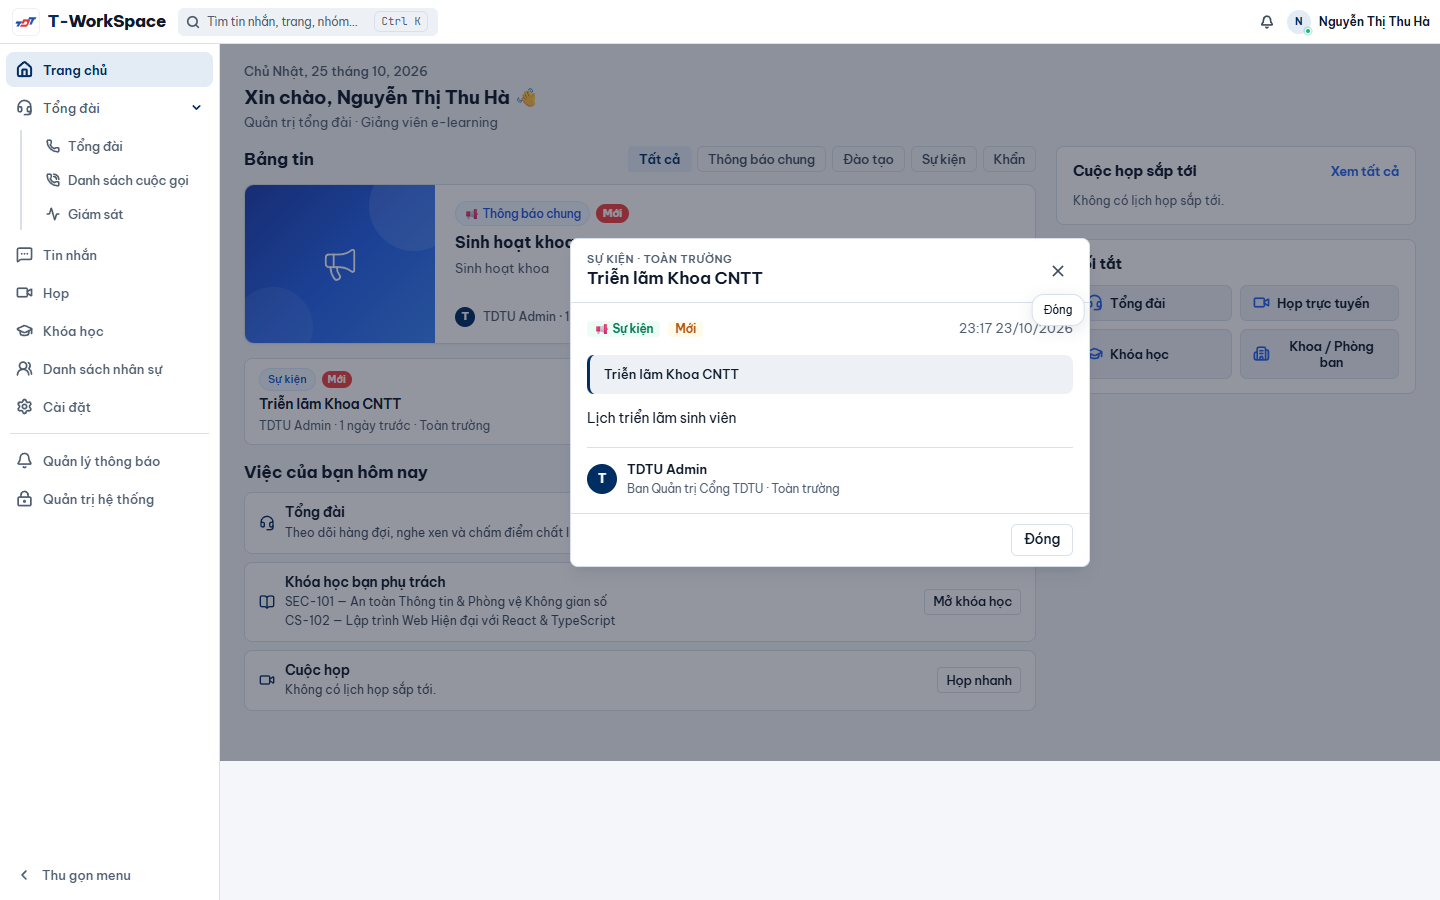 TDT T-WorkSpace
Tìm tin nhắn, trang, nhóm... Ctrl K
N Nguyễn Thị Thu Hà
Trang chủ
Tổng đài
Tổng đài
Danh sách cuộc gọi
Giám sát
Tin nhắn
Họp
Khóa học
Danh sách nhân sự
Cài đặt
Quản lý thông báo
Quản trị hệ thống
Thu gọn menu
Chủ Nhật, 25 tháng 10, 2026
Xin chào, Nguyễn Thị Thu Hà 👋
Quản trị tổng đài · Giảng viên e-learning
Bảng tin
Tất cả Thông báo chung Đào tạo Sự kiện Khẩn
Thông báo chung Mới
Sinh hoạt khoa
Sinh hoạt khoa
T TDTU Admin · 1
Sự kiện Mới
Triễn lãm Khoa CNTT
TDTU Admin · 1 ngày trước · Toàn trường
Việc của bạn hôm nay
Tổng đài
Theo dõi hàng đợi, nghe xen và chấm điểm chất
Khóa học bạn phụ trách
SEC-101 — An toàn Thông tin & Phòng vệ Không gian số
CS-102 — Lập trình Web Hiện đại với React & TypeScript
Mở khóa học
Cuộc họp
Không có lịch họp sắp tới.
Họp nhanh
Cuộc họp sắp tới Xem tất cả
Không có lịch họp sắp tới.
tắt
Tổng đài Họp trực tuyến
Khóa học Khoa / Phòng
ban
SỰ KIỆN · TOÀN TRƯỜNG
Triễn lãm Khoa CNTT
Đóng
Sự kiện Mới 23:17 23/10/2026
Triễn lãm Khoa CNTT
Lịch triển lãm sinh viên
T TDTU Admin
Ban Quản trị Cổng TDTU · Toàn trường
Đóng